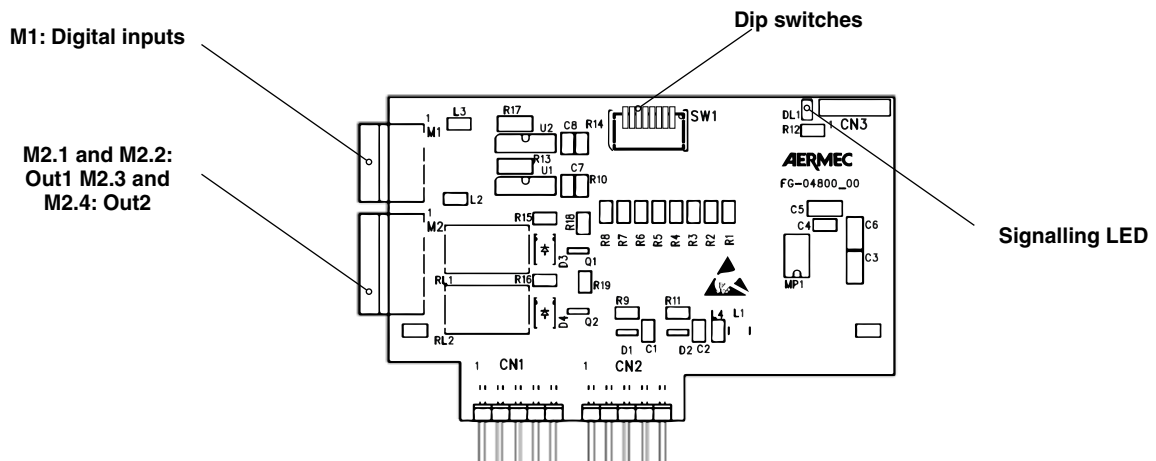 Dip switches
M1: Digital inputs
M2.1 and M2.2:
Out1 M2.3 and
M2.4: Out2
Signalling LED
1
M1
L3
R17
U2
C8
R14
SW1
DL1
R12
1
CN3
R13
U1
C7
R10
AERMEC
FG-04800_00
L2
1
M2
R15
R18
R8
R7
R6
R5
R4
R3
R2
R1
C5
C4
C6
C3
D3
Q1
RL1
R16
R19
MP1
D4
Q2
R9
R11
L4
L1
RL2
D1
C1
D2
C2
1
CN1
1
CN2